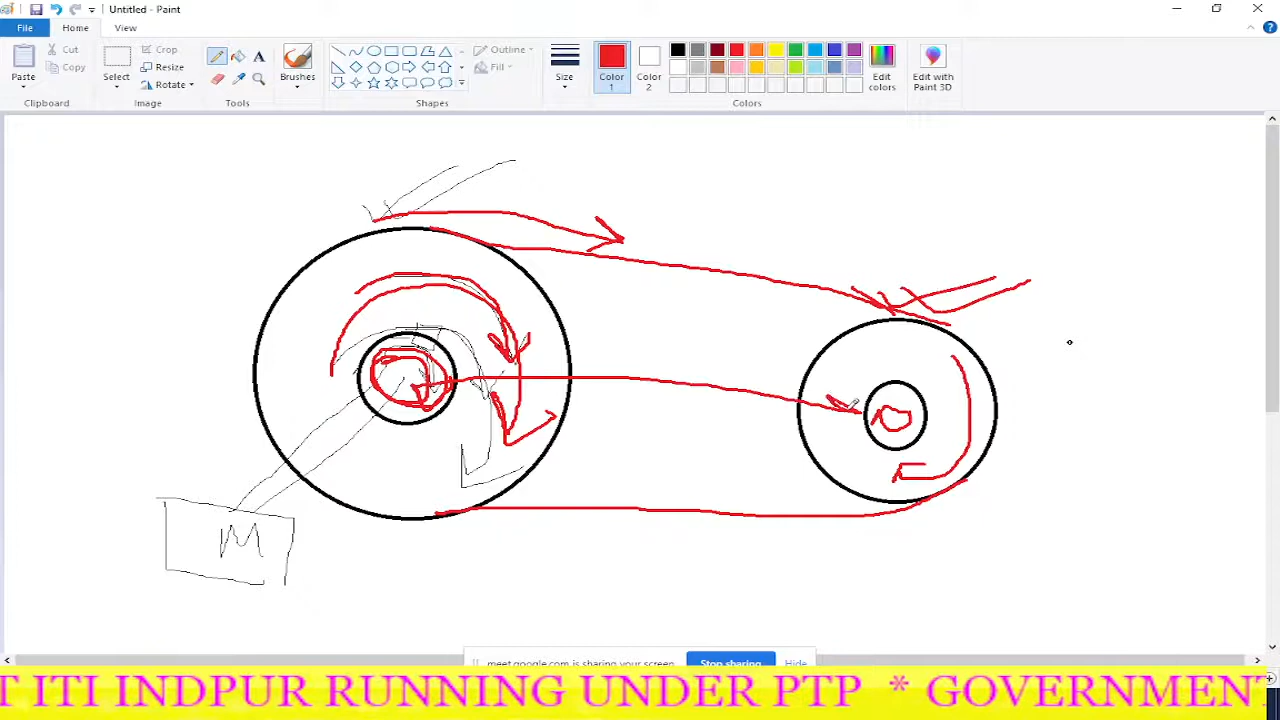 Untitled - Paint
File Home View
Paste Cut Copy Select Crop Resize Rotate Brushes Outline Fill Size Color 1 Color 2 Edit colors Edit with Paint 3D
Clipboard Image Tools Shapes Colors
M
meet.google.com is sharing your screen. Stop sharing Hide
T ITI INDPUR RUNNING UNDER PTP * GOVERNMENT